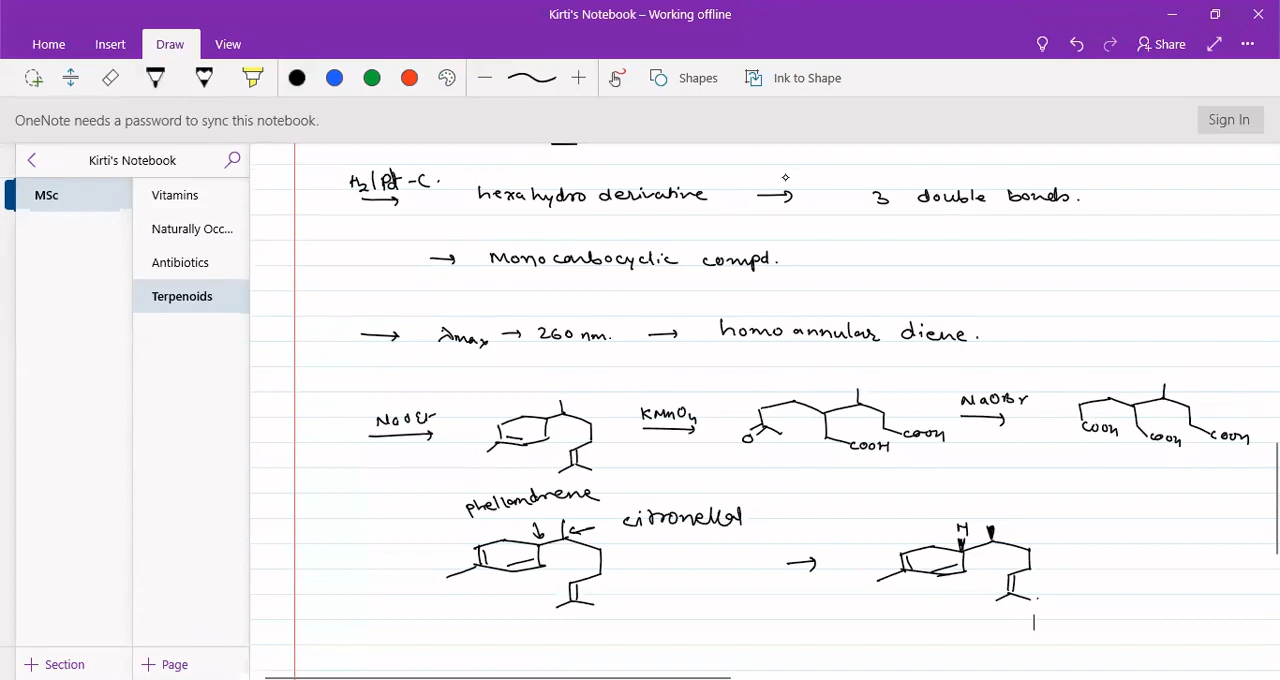 Kirti's Notebook – Working offline
Home Insert Draw View
Share
Shapes Ink to Shape
OneNote needs a password to sync this notebook.
Sign In
Kirti's Notebook
MSc
Vitamins
Naturally Occ...
Antibiotics
Terpenoids
Section
Page
H2/Pt-C. hexahydro derivative → 3 double bonds.
→ Monocarbocyclic compd.
→ λmax → 260 nm. → homo annular diene.
KMnO4 O COOH COOH NaOBr COOH COOH COOH
phellandrene
citronellal
→ H